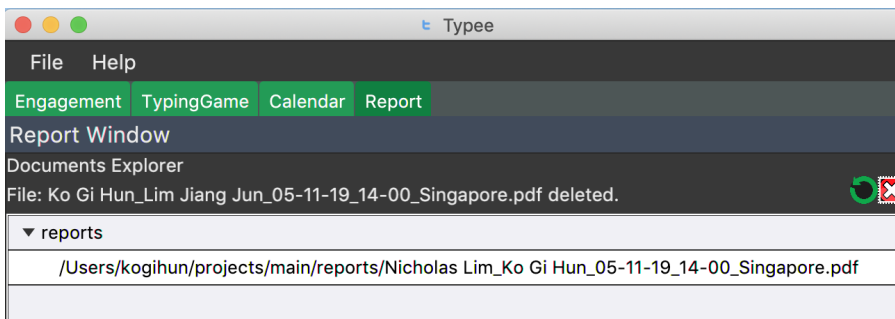 Typee
File Help
Engagement TypingGame Calendar Report
Report Window
Documents Explorer
File: Ko Gi Hun_Lim Jiang Jun_05-11-19_14-00_Singapore.pdf deleted.
reports
/Users/kogihun/projects/main/reports/Nicholas Lim_Ko Gi Hun_05-11-19_14-00_Singapore.pdf